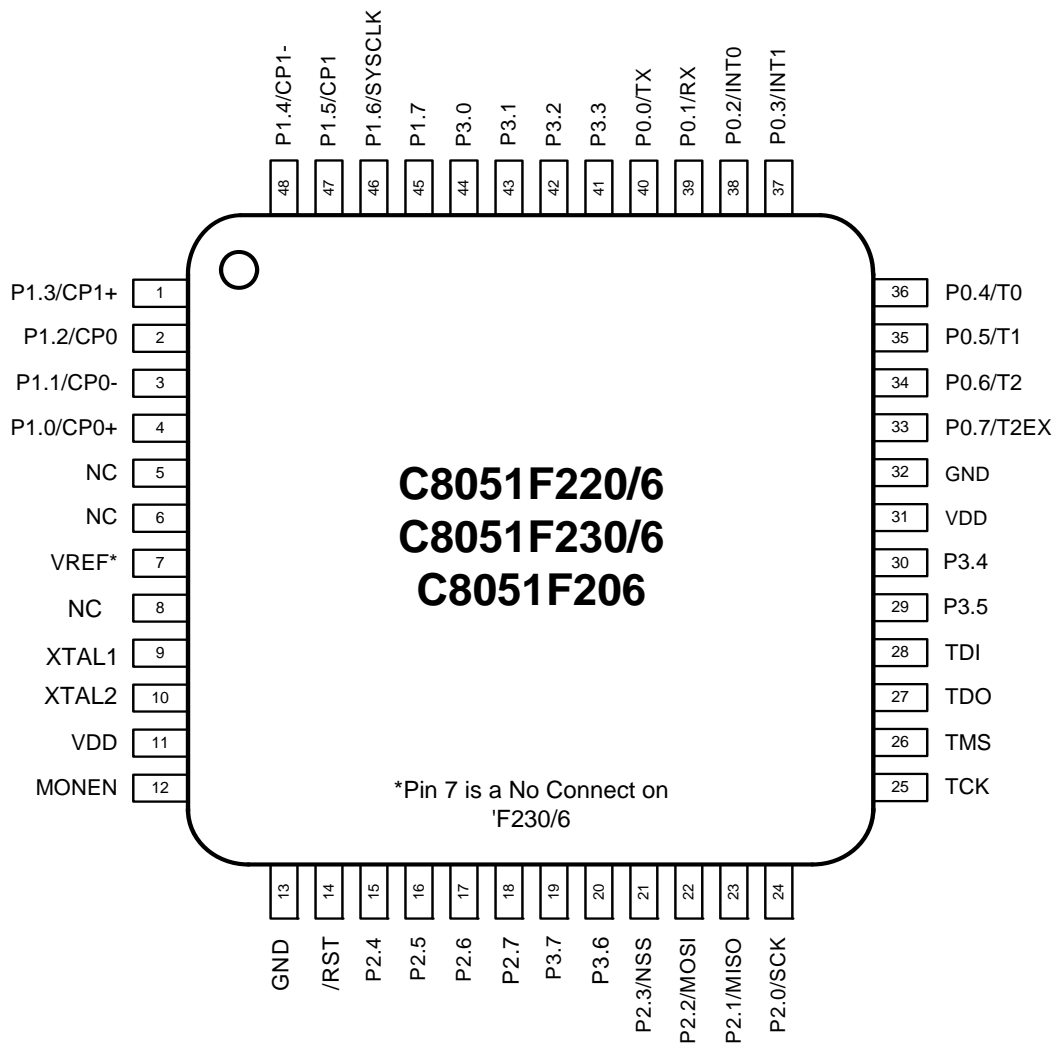 P1.4/CP1-
P1.5/CP1
P1.6/SYSCLK
P1.7
P3.0
P3.1
P3.2
P3.3
P0.0/TX
P0.1/RX
P0.2/INT0
P0.3/INT1
48
47
46
45
44
43
42
41
40
39
38
37
P1.3/CP1+ 1
P1.2/CP0 2
P1.1/CP0- 3
P1.0/CP0+ 4
NC 5
NC 6
VREF* 7
NC 8
XTAL1 9
XTAL2 10
VDD 11
MONEN 12
C8051F220/6
C8051F230/6
C8051F206
*Pin 7 is a No Connect on
'F230/6
36 P0.4/T0
35 P0.5/T1
34 P0.6/T2
33 P0.7/T2EX
32 GND
31 VDD
30 P3.4
29 P3.5
28 TDI
27 TDO
26 TMS
25 TCK
13
14
15
16
17
18
19
20
21
22
23
24
GND
/RST
P2.4
P2.5
P2.6
P2.7
P3.7
P3.6
P2.3/NSS
P2.2/MOSI
P2.1/MISO
P2.0/SCK